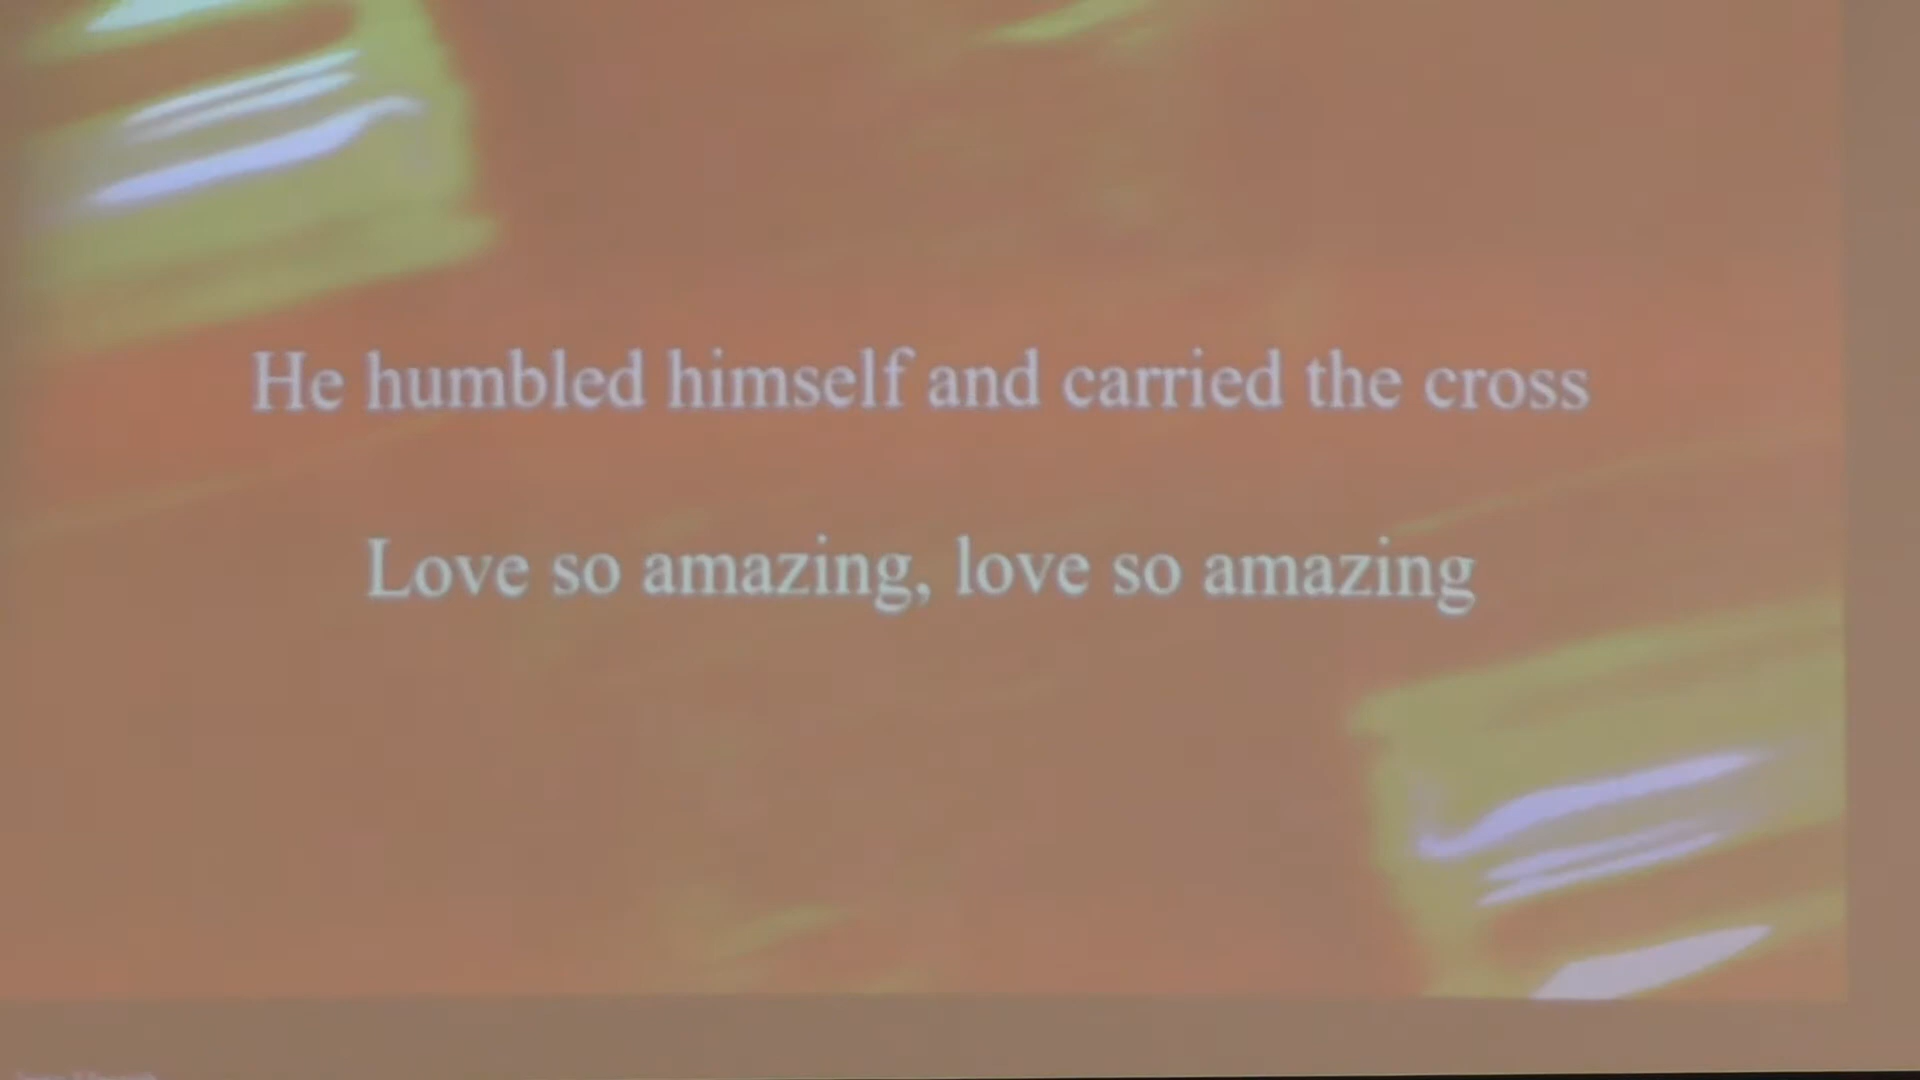 He humbled himself and carried the cross
Love so amazing, love so amazing